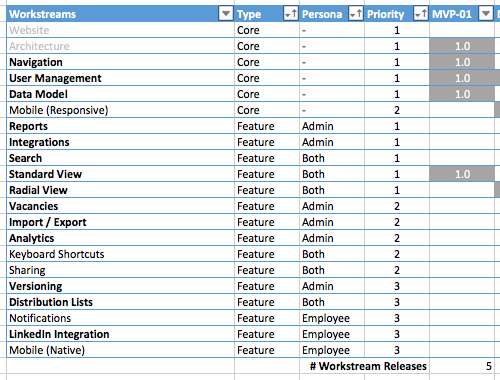 Workstreams Type Persona Priority MVP-01
Website Core - 1
Architecture Core - 1 1.0
Navigation Core - 1 1.0
User Management Core - 1 1.0
Data Model Core - 1 1.0
Mobile (Responsive) Core - 2
Reports Feature Admin 1
Integrations Feature Admin 1
Search Feature Both 1
Standard View Feature Both 1 1.0
Radial View Feature Both 1
Vacancies Feature Admin 2
Import / Export Feature Admin 2
Analytics Feature Admin 2
Keyboard Shortcuts Feature Both 2
Sharing Feature Both 2
Versioning Feature Admin 3
Distribution Lists Feature Both 3
Notifications Feature Employee 3
LinkedIn Integration Feature Employee 3
Mobile (Native) Feature Employee 3
# Workstream Releases 5